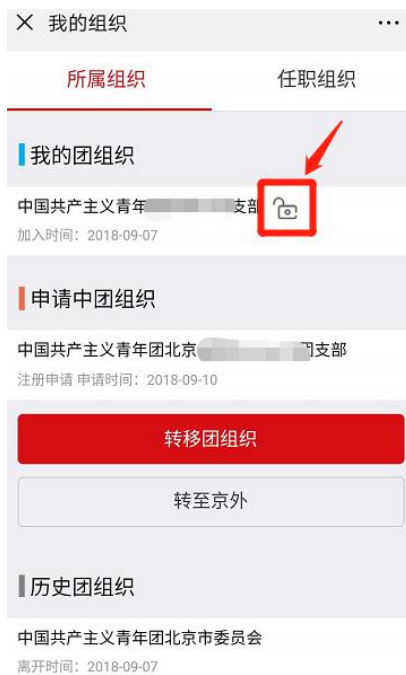 我的组织
所属组织 任职组织
我的团组织
中国共产主义青年 支部
加入时间：2018-09-07
申请中团组织
中国共产主义青年团北京 团支部
注册申请 申请时间：2018-09-10
转移团组织
转至京外
历史团组织
中国共产主义青年团北京市委员会
离开时间：2018-09-07